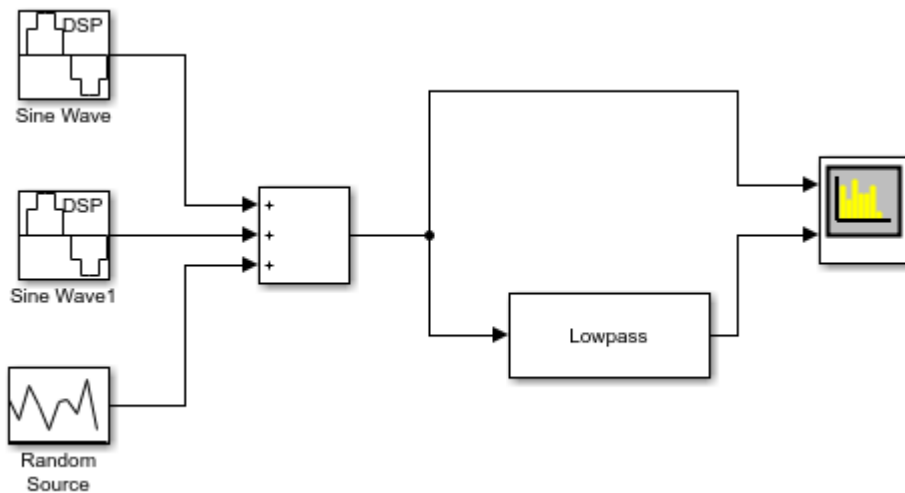 DSP
Sine Wave
DSP
Sine Wave1
+
+
+
Lowpass
Random
Source